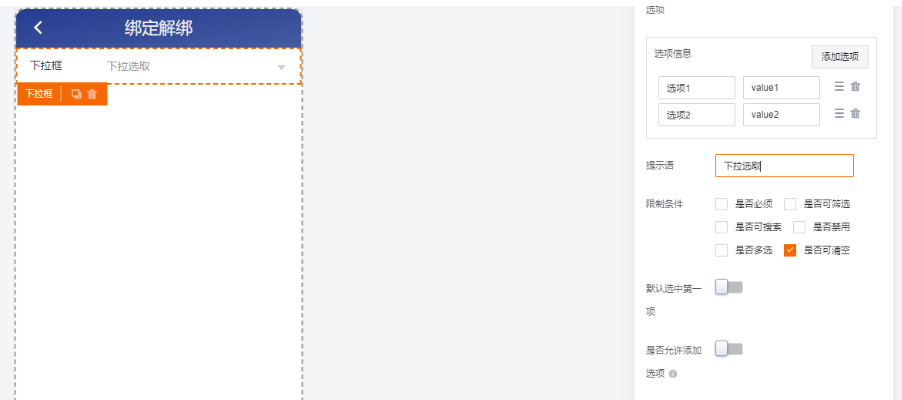 绑定解绑
下拉框 下拉选取
下拉框
选项
选项信息 添加选项
选项1 value1
选项2 value2
提示语 下拉选取
限制条件 是否必须 是否可筛选
是否可搜索 是否禁用
是否多选 是否可清空
默认选中第一
项
是否允许添加
选项